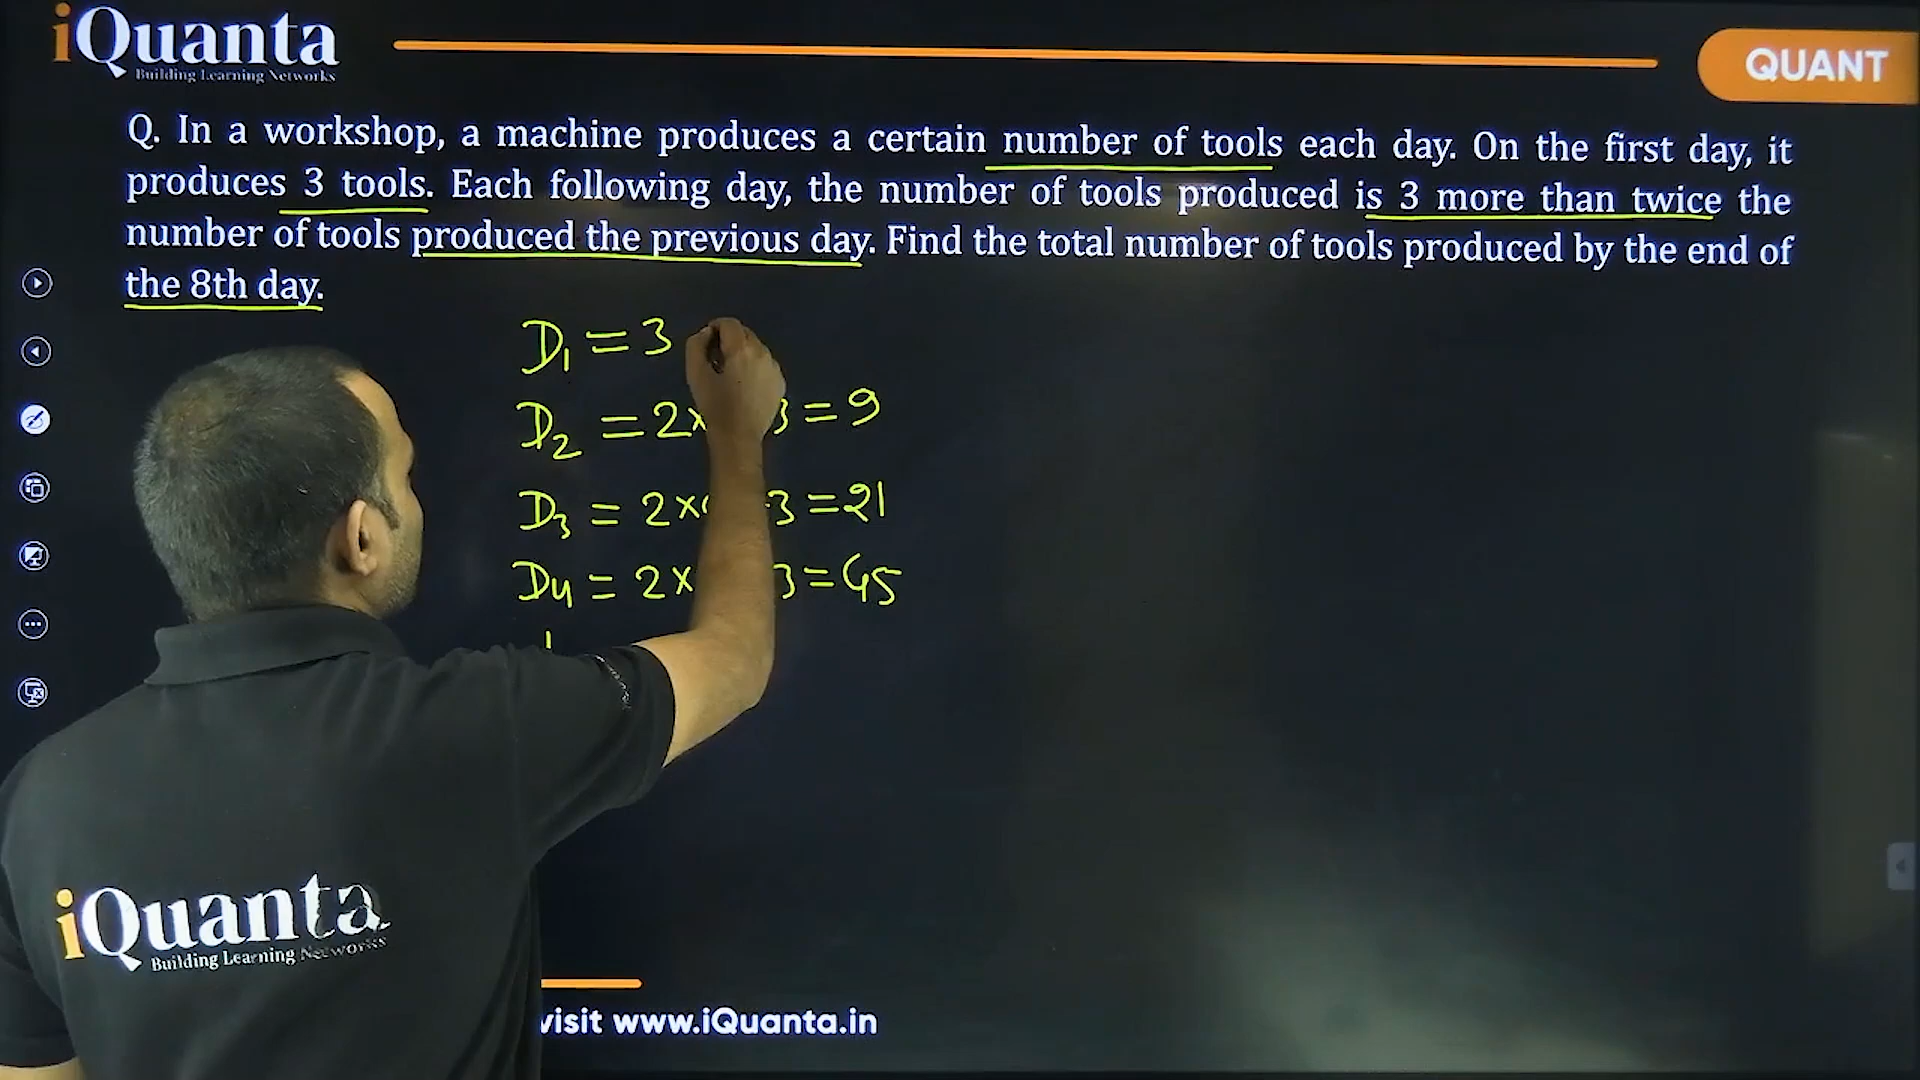 iQuanta
Building Learning Networks
QUANT
Q. In a workshop, a machine produces a certain number of tools each day. On the first day, it
produces 3 tools. Each following day, the number of tools produced is 3 more than twice the
number of tools produced the previous day. Find the total number of tools produced by the end of
the 8th day.
D₁ = 3
D₂ = 2× 3 = 9
D₃ = 2× 3 = 21
D₄ = 2× 3 = 45
iQuanta
Building Learning Networks
visit www.iQuanta.in